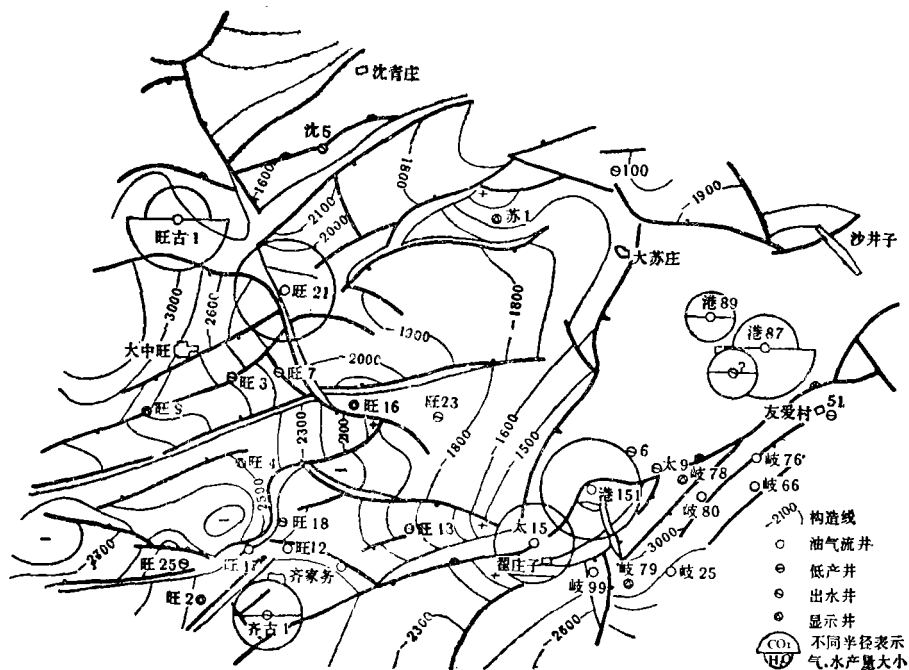 沈青庄
沈5
-1600
-1800
100
-1900
-2100
-2000
苏1
旺古1
沙井子
大苏庄
旺21
-3000
-2600
-1800
港89
-1300
港87
大中旺
-2000
2
旺3
旺7
旺9
旺16
旺23
51
友爱村
-2300
-2100
-1800
-1600
-1500
6
太9
岐76
旺4
岐78
岐66
-2500
港151
岐80
-2100
构造线
旺18
旺13
太15
油气流井
-2700
-3000
旺25
旺17
旺12
翟庄子
岐79
岐25
低产井
齐家务
岐99
出水井
旺2
显示井
齐古1
-2300
-2600
CO₂
不同半径表示
H₂O
气、水产量大小